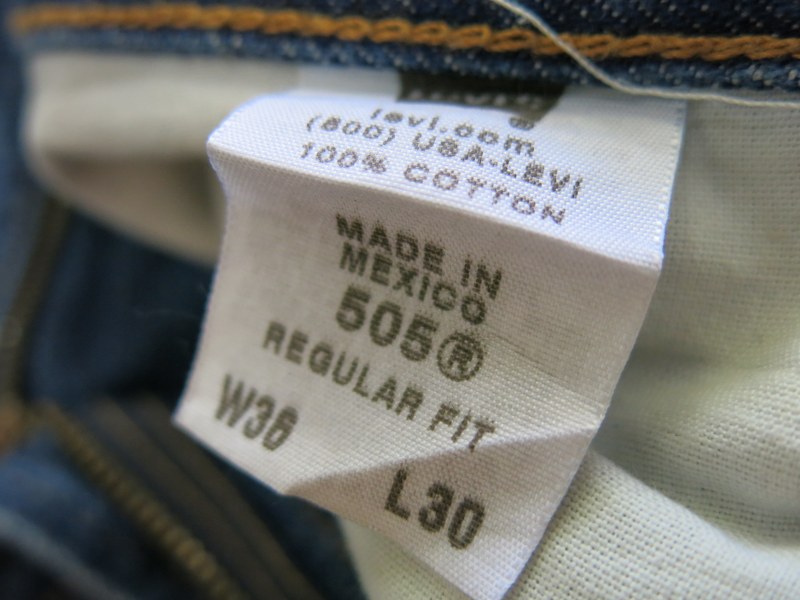 ®
levi.com
(800) USA-LEVI
100% COTTON
MADE IN
MEXICO
505®
REGULAR FIT
W36
L30